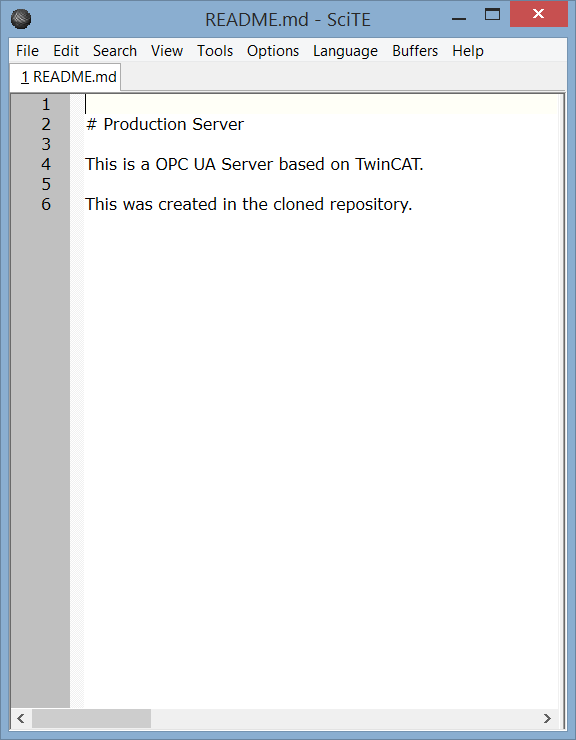 README.md - SciTE
File Edit Search View Tools Options Language Buffers Help
1 README.md
1
2 # Production Server
3
4 This is a OPC UA Server based on TwinCAT.
5
6 This was created in the cloned repository.